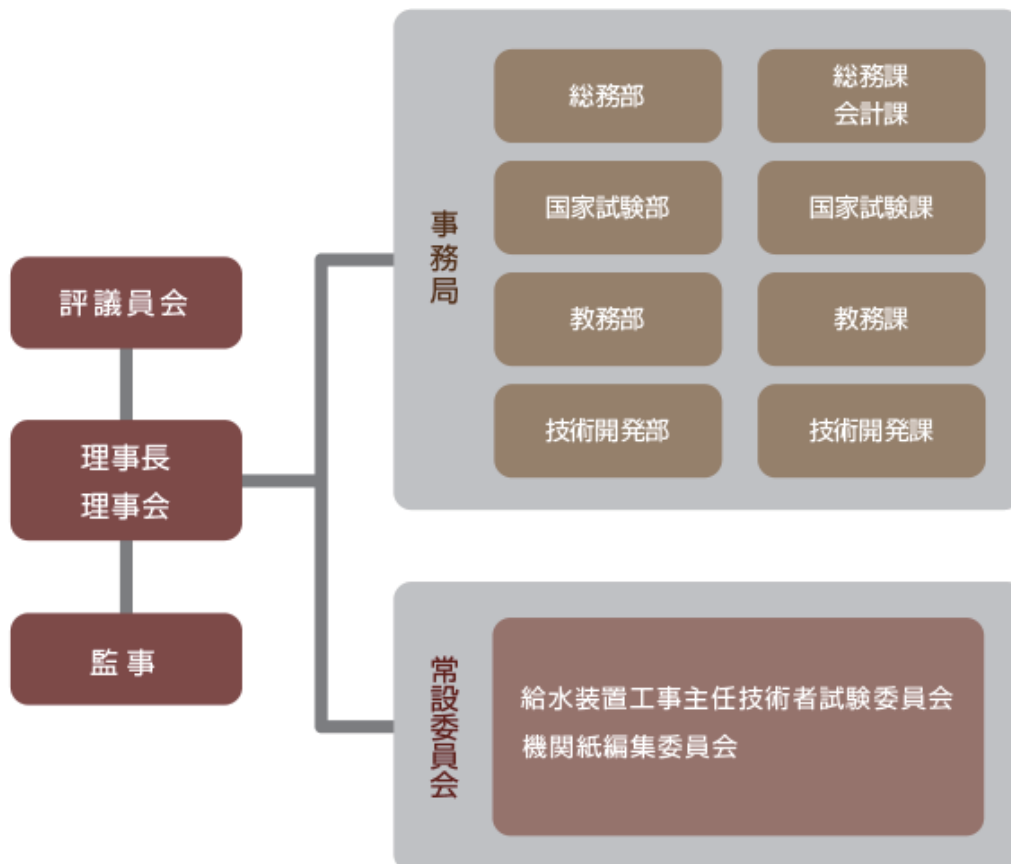 評議員会
理事長
理事会
監事
事務局
総務部
総務課
会計課
国家試験部
国家試験課
教務部
教務課
技術開発部
技術開発課
常設委員会
給水装置工事主任技術者試験委員会
機関紙編集委員会